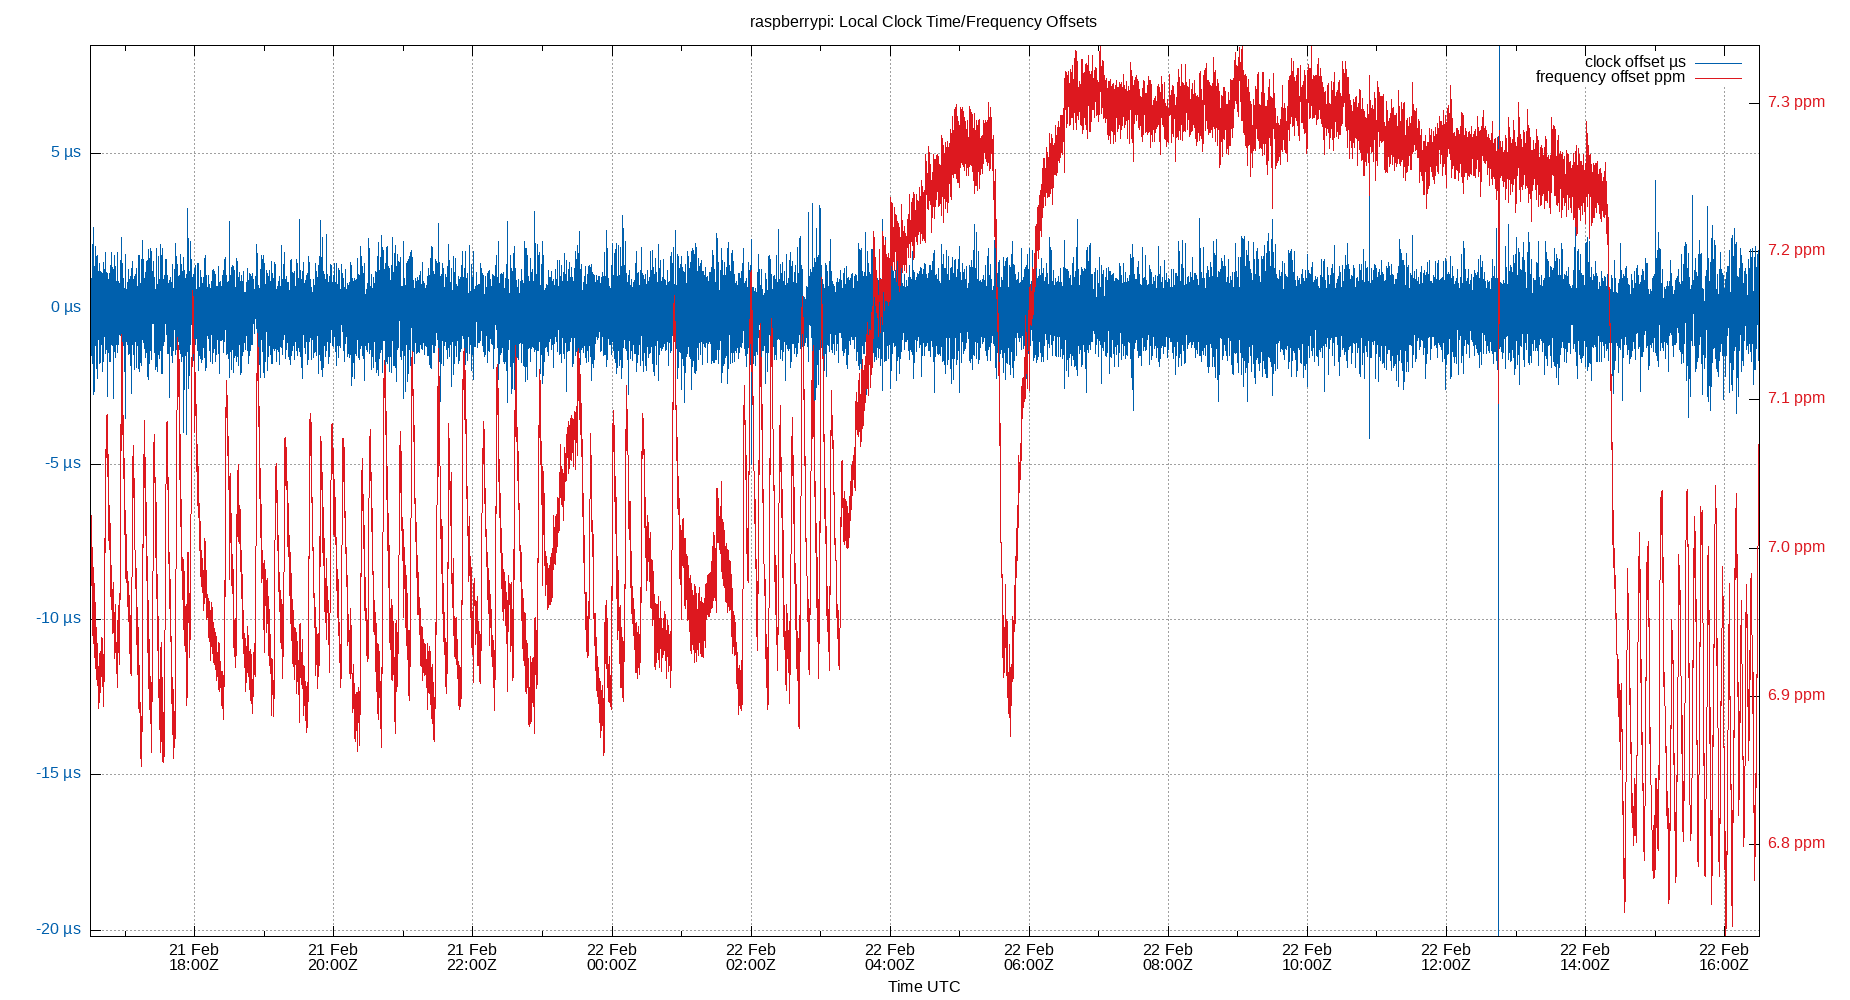 raspberrypi: Local Clock Time/Frequency Offsets
clock offset µs
frequency offset ppm
5 µs
0 µs
-5 µs
-10 µs
-15 µs
-20 µs
7.3 ppm
7.2 ppm
7.1 ppm
7.0 ppm
6.9 ppm
6.8 ppm
21 Feb 21 Feb 21 Feb 22 Feb 22 Feb 22 Feb 22 Feb 22 Feb 22 Feb 22 Feb 22 Feb 22 Feb
18:00Z 20:00Z 22:00Z 00:00Z 02:00Z 04:00Z 06:00Z 08:00Z 10:00Z 12:00Z 14:00Z 16:00Z
Time UTC